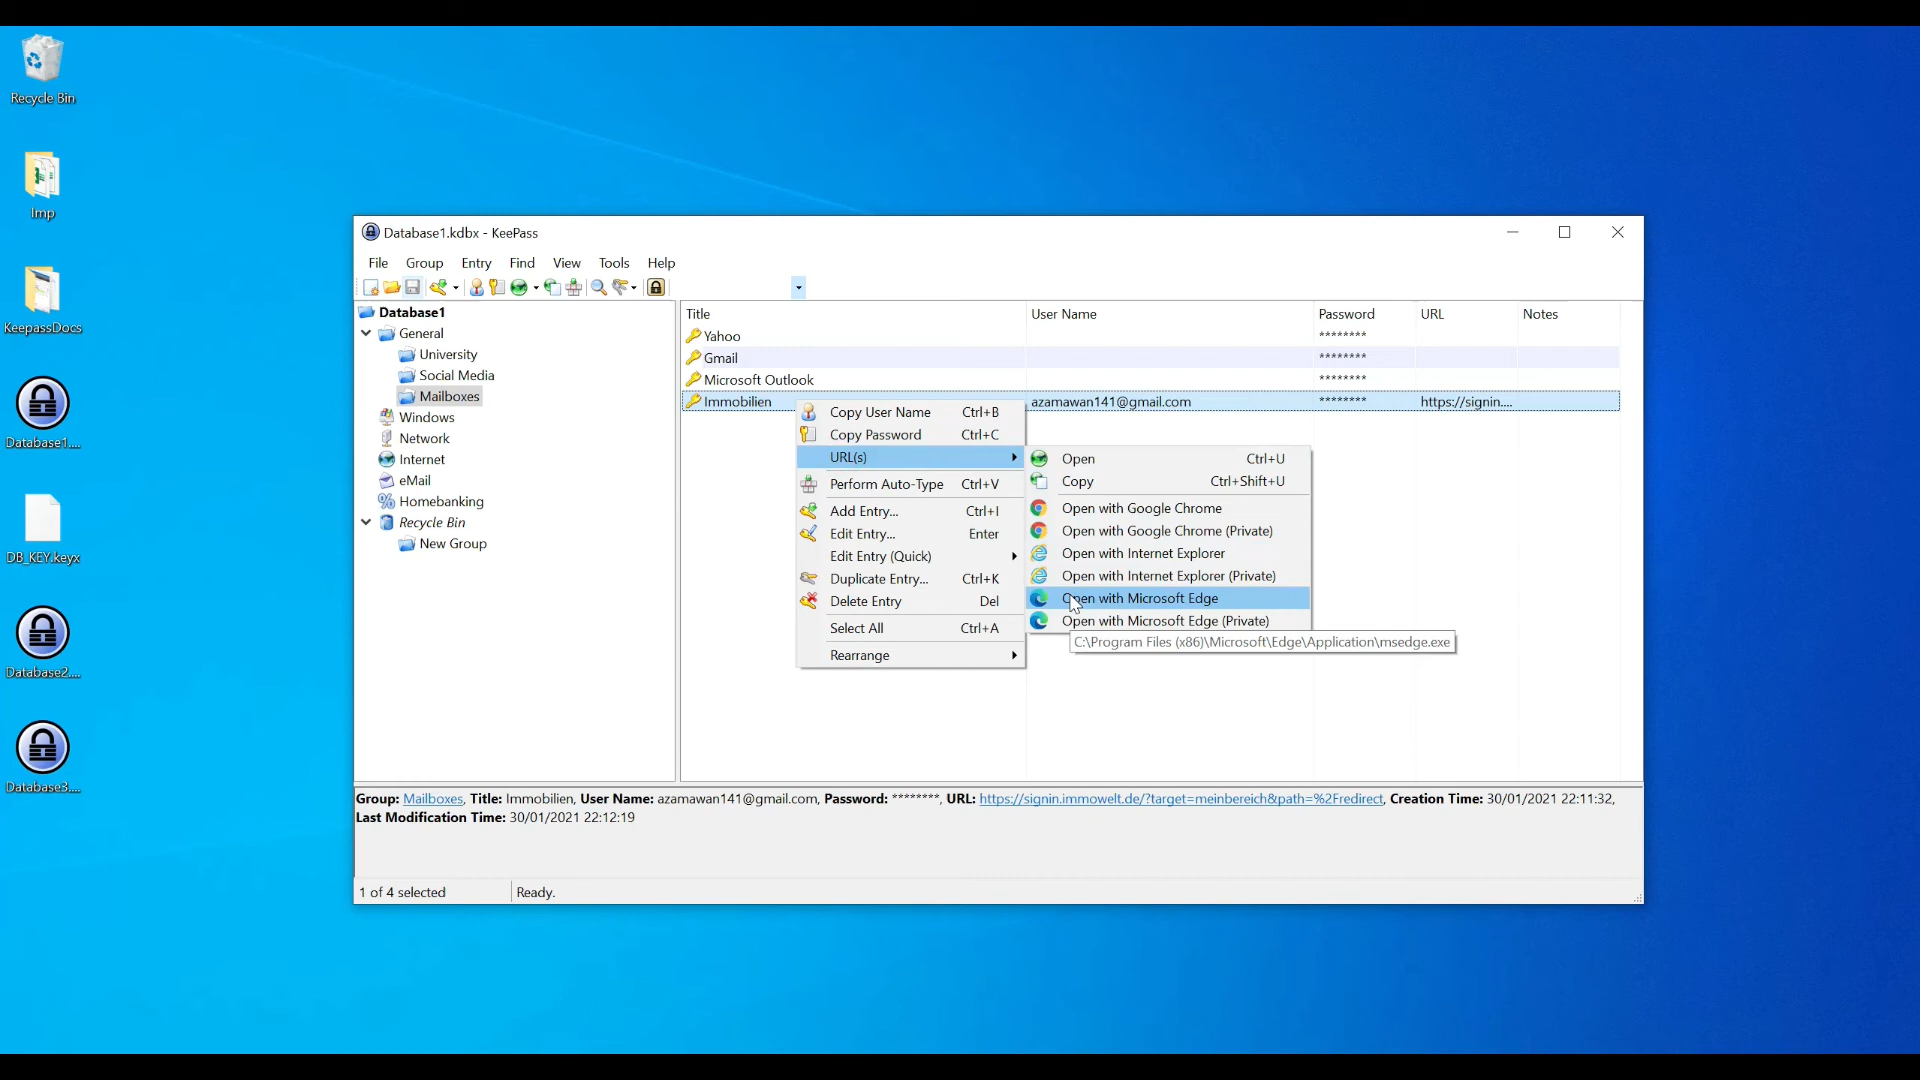 Recycle Bin
Imp
KeepassDocs
Database1....
DB_KEY.keyx
Database2....
Database3....
Database1.kdbx - KeePass
File Group Entry Find View Tools Help
Database1
General
University
Social Media
Mailboxes
Windows
Network
Internet
eMail
Homebanking
Recycle Bin
New Group
Title User Name Password URL Notes
Yahoo ********
Gmail ********
Microsoft Outlook ********
Immobilien azamawan141@gmail.com ******** https://signin....
Copy User Name Ctrl+B
Copy Password Ctrl+C
URL(s)
Perform Auto-Type Ctrl+V
Add Entry... Ctrl+I
Edit Entry... Enter
Edit Entry (Quick)
Duplicate Entry... Ctrl+K
Delete Entry Del
Select All Ctrl+A
Rearrange
Open Ctrl+U
Copy Ctrl+Shift+U
Open with Google Chrome
Open with Google Chrome (Private)
Open with Internet Explorer
Open with Internet Explorer (Private)
Open with Microsoft Edge
Open with Microsoft Edge (Private)
C:\Program Files (x86)\Microsoft\Edge\Application\msedge.exe
Group: Mailboxes, Title: Immobilien, User Name: azamawan141@gmail.com, Password: ********, URL: https://signin.immowelt.de/?target=meinbereich&path=%2Fredirect, Creation Time: 30/01/2021 22:11:32,
Last Modification Time: 30/01/2021 22:12:19
1 of 4 selected Ready.